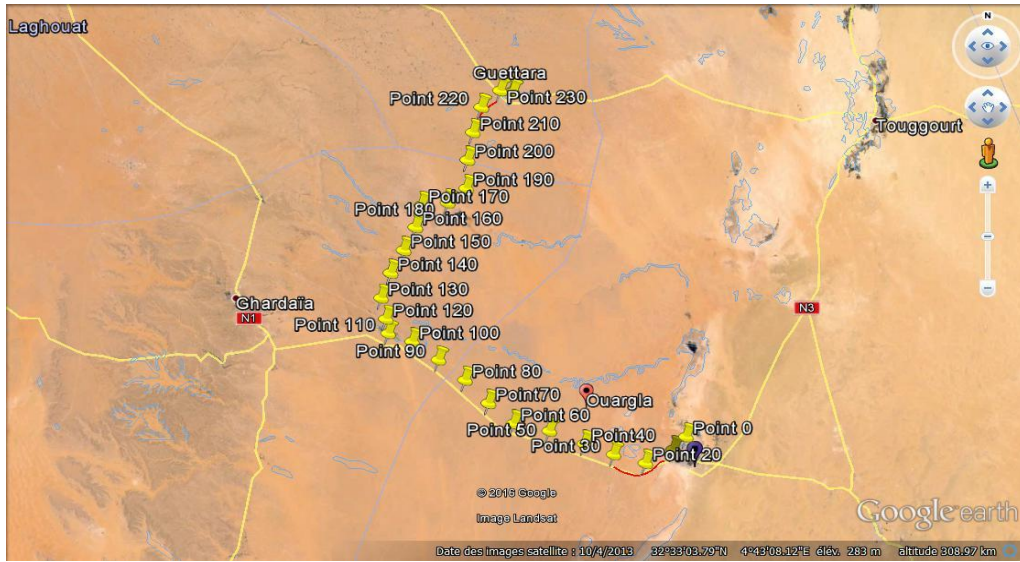 Laghouat
N
Guettara
Point 220
Point 230
Point 210
Touggourt
Point 200
Point 190
Point 170
Point 180
Point 160
Point 150
Point 140
Point 130
Ghardaïa
N1
N3
Point 120
Point 110
Point 100
Point 90
Point 80
Point70
Ouargla
Point 60
Point 50
Point 0
Point40
Point 30
Point 20
© 2016 Google
Image Landsat
Google earth
Date des images satellite : 10/4/2013 32°33'03.79"N 4°43'08.12"E élév. 283 m altitude 308.97 km